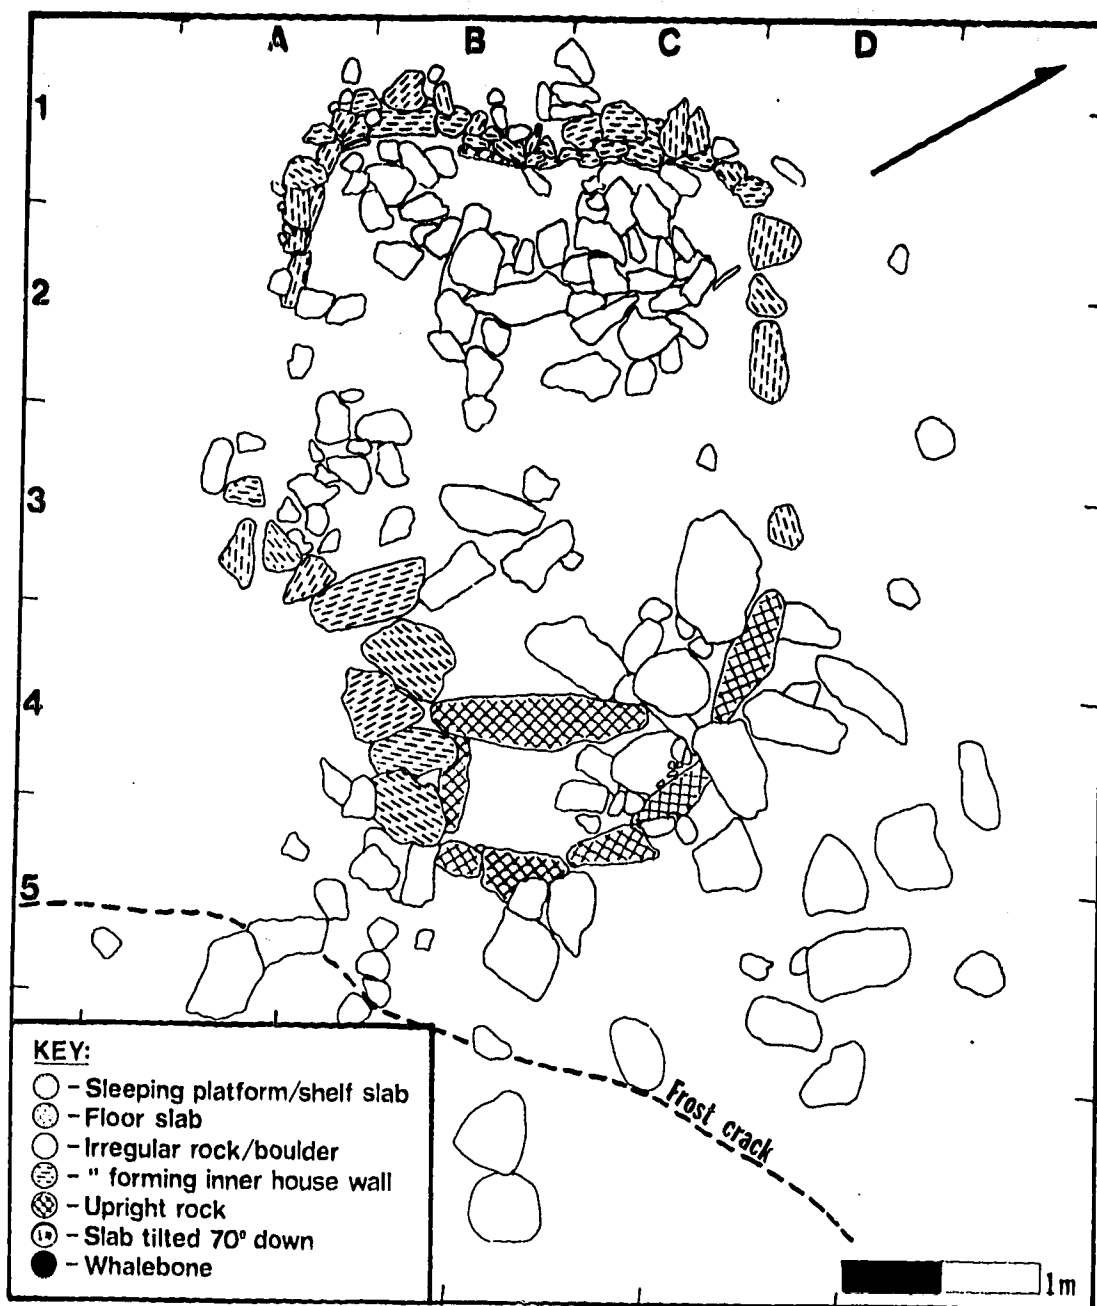 A B C D
1
2
3
4
5
Frost crack
KEY:
- Sleeping platform/shelf slab
- Floor slab
- Irregular rock/boulder
- " forming inner house wall
- Upright rock
- Slab tilted 70° down
- Whalebone
1m